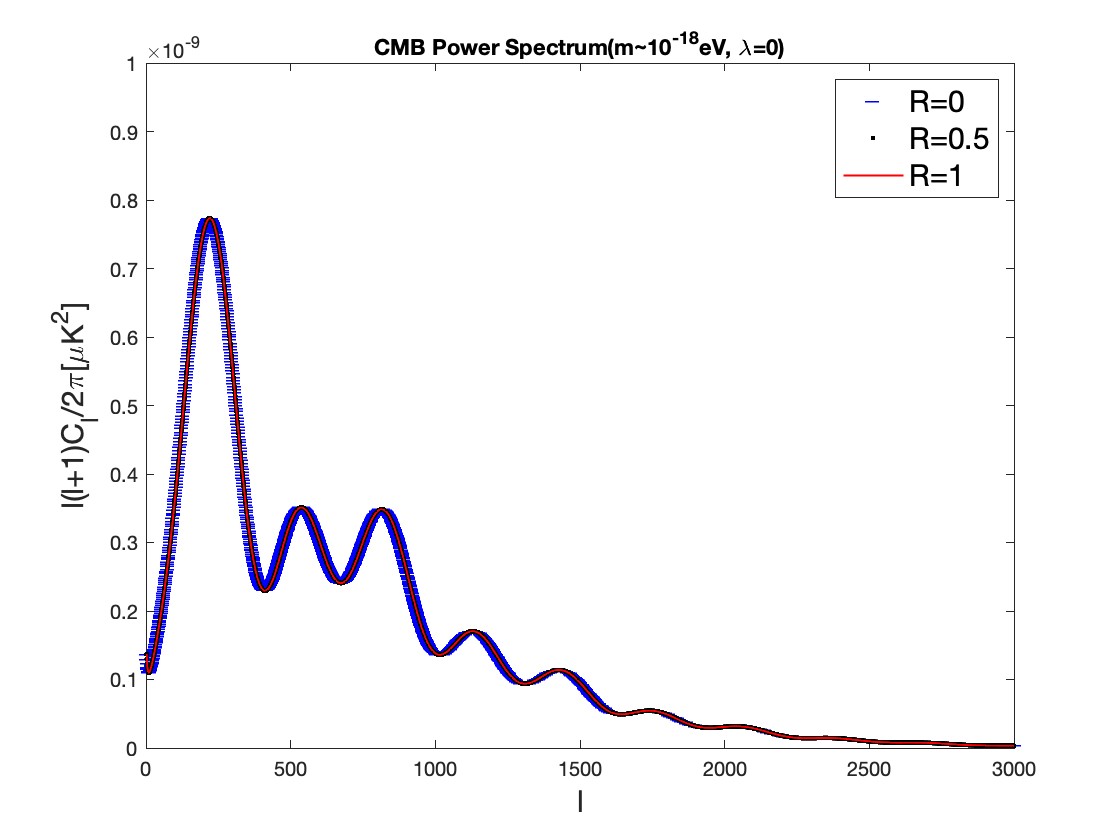 CMB Power Spectrum(m~10^-18eV, λ=0)
×10^-9
R=0
R=0.5
R=1
l(l+1)C_l/2π[μK^2]
1
0.9
0.8
0.7
0.6
0.5
0.4
0.3
0.2
0.1
0
0 500 1000 1500 2000 2500 3000
l